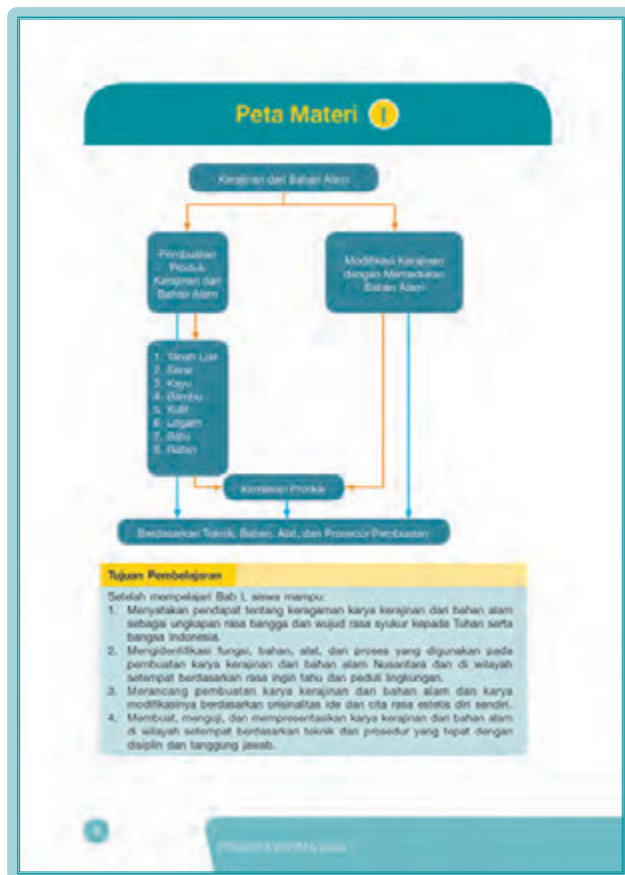 Peta Materi I
Kerajinan dari Bahan Alam
Pembuatan
Produk
Kerajinan dari
Bahan Alam
Modifikasi Kerajinan
dengan Memadukan
Bahan Alam
1. Tanah Liat
2. Serat
3. Kayu
4. Bambu
5. Kulit
6. Logam
7. Batu
8. Rotan
Kemasan Produk
Berdasarkan Teknik, Bahan, Alat, dan Prosedur Pembuatan
Tujuan Pembelajaran
Setelah mempelajari Bab I, siswa mampu:
1. Menyatakan pendapat tentang keragaman karya kerajinan dari bahan alam
sebagai ungkapan rasa bangga dan wujud rasa syukur kepada Tuhan serta
bangsa Indonesia.
2. Mengidentifikasi fungsi, bahan, alat, dan proses yang digunakan pada
pembuatan karya kerajinan dari bahan alam Nusantara dan di wilayah
setempat berdasarkan rasa ingin tahu dan peduli lingkungan.
3. Merancang pembuatan karya kerajinan dari bahan alam dan karya
modifikasinya berdasarkan orisinalitas ide dan cita rasa estetis diri sendiri.
4. Membuat, menguji, dan mempresentasikan karya kerajinan dari bahan alam
di wilayah setempat berdasarkan teknik dan prosedur yang tepat dengan
disiplin dan tanggung jawab.